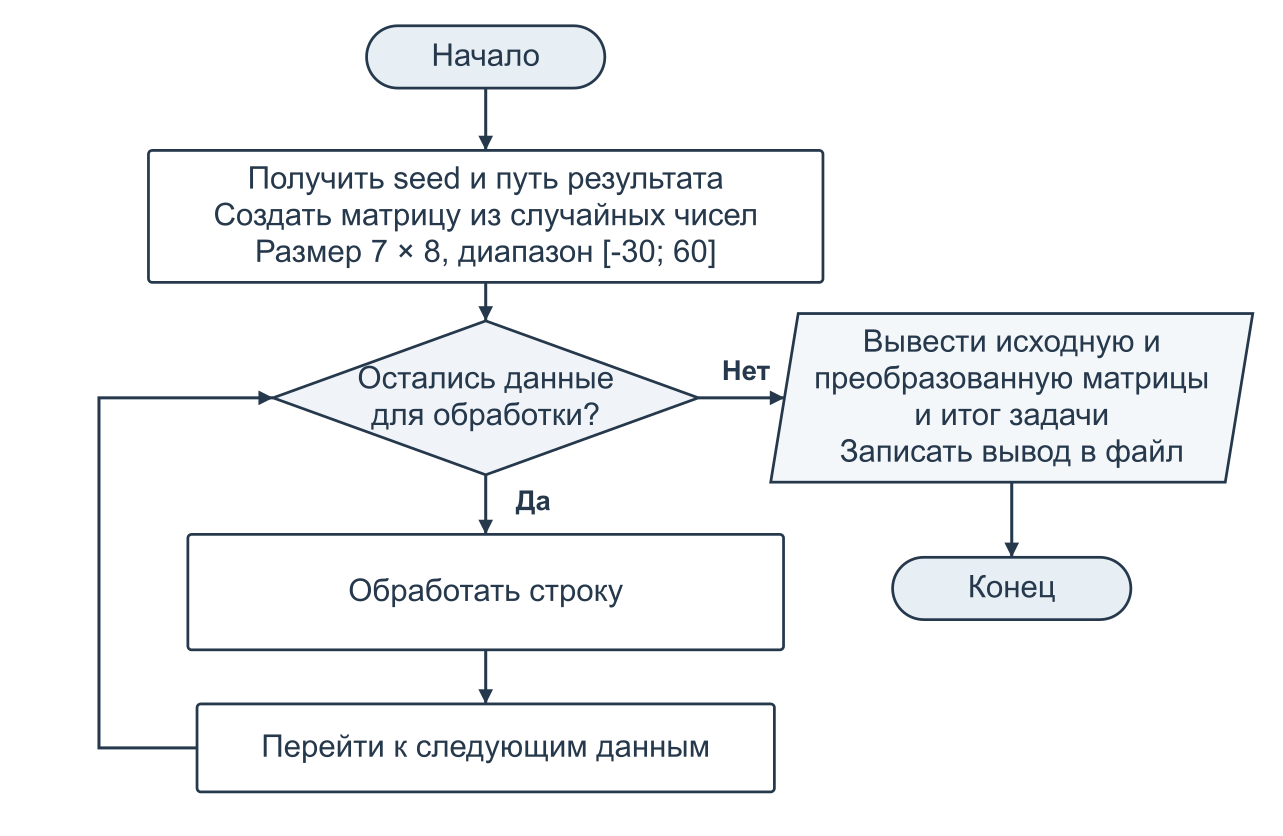 Начало
Получить seed и путь результата
Создать матрицу из случайных чисел
Размер 7 × 8, диапазон [-30; 60]
Остались данные
для обработки?
Нет
Вывести исходную и
преобразованную матрицы
и итог задачи
Записать вывод в файл
Да
Обработать строку
Конец
Перейти к следующим данным